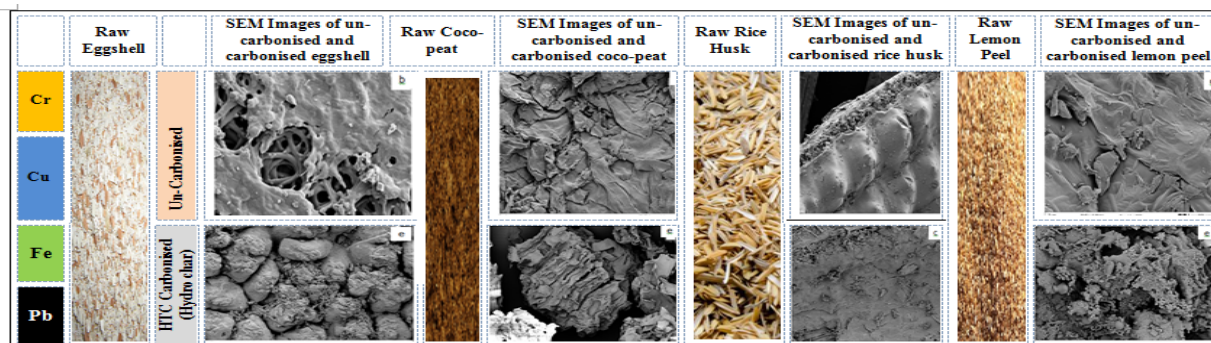 Raw
Eggshell
SEM Images of un-
carbonised and
carbonised eggshell
Raw Coco-
peat
SEM Images of un-
carbonised and
carbonised coco-peat
Raw Rice
Husk
SEM Images of un-
carbonised and
carbonised rice husk
Raw
Lemon
Peel
SEM Images of un-
carbonised and
carbonised lemon peel
Cr
Cu
Fe
Pb
Un-Carbonised
HTC Carbonised
(Hydro char)
b
e
e
c
e